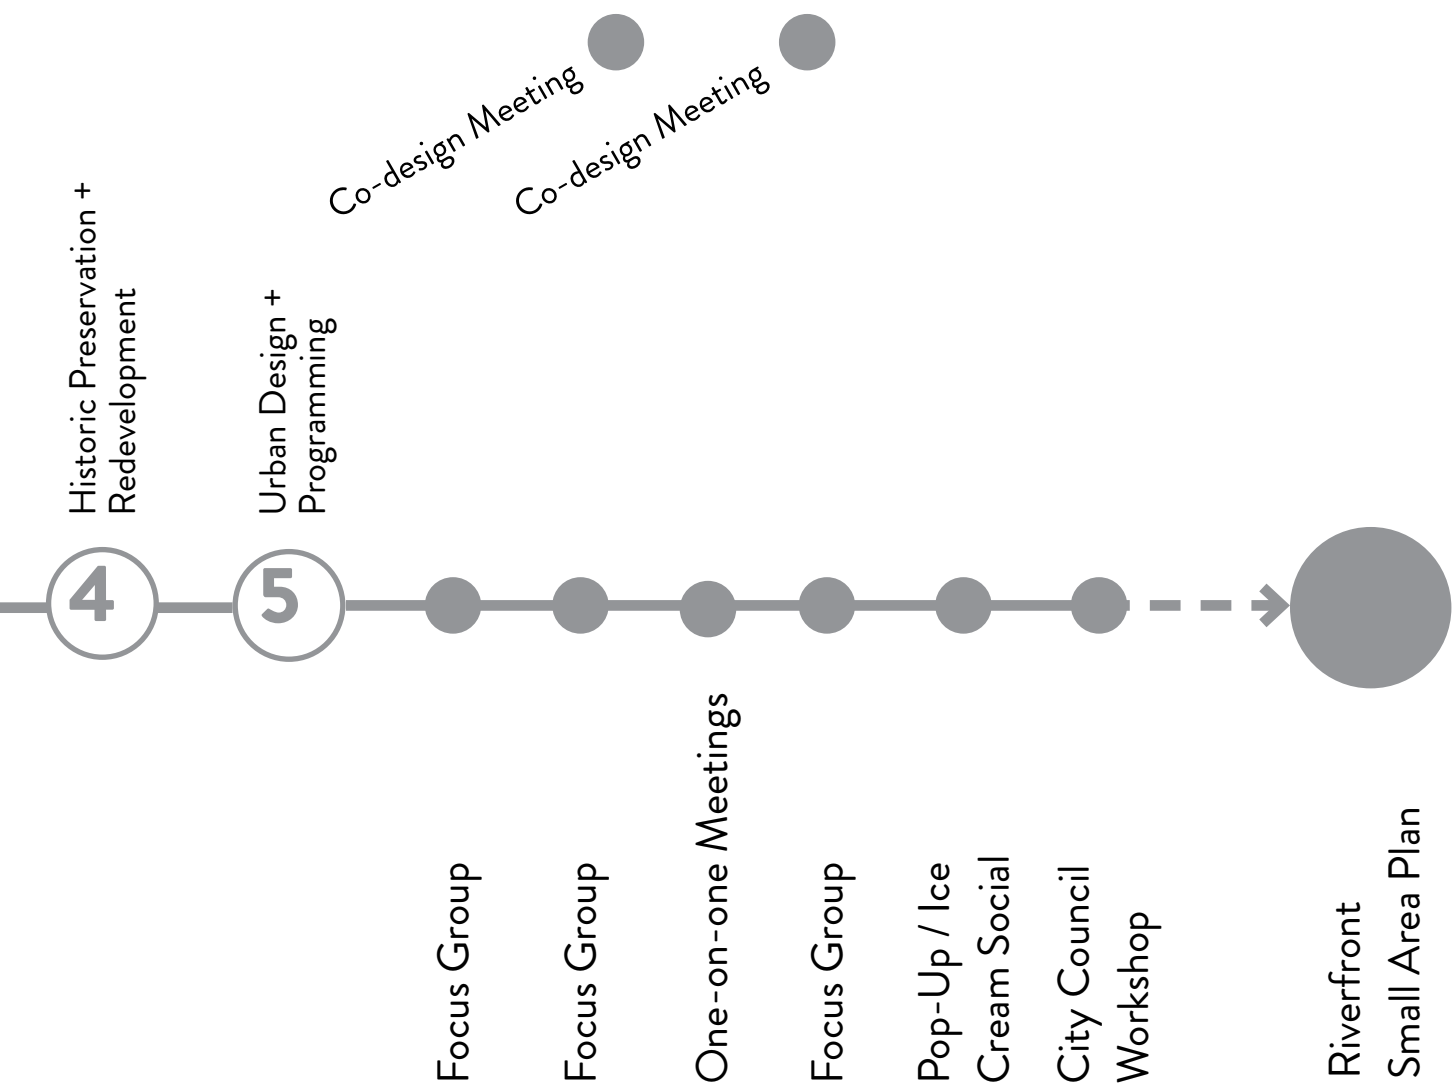 Co-design Meeting
Co-design Meeting
Historic Preservation +
Redevelopment
Urban Design +
Programming
4
5
Focus Group
Focus Group
One-on-one Meetings
Focus Group
Pop-Up / Ice
Cream Social
City Council
Workshop
Riverfront
Small Area Plan